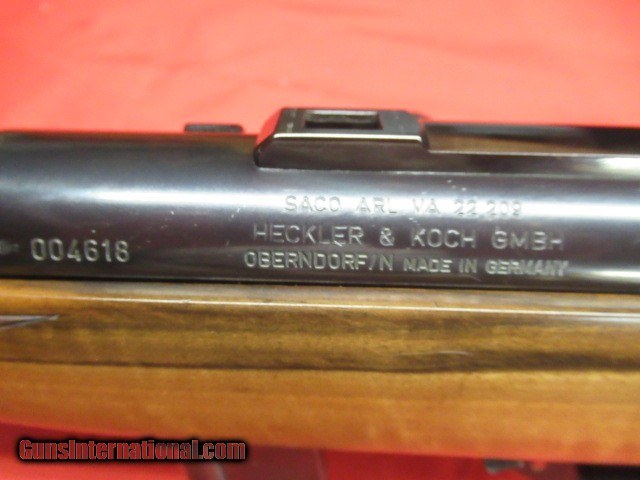 SACO ARL VA 22,209
004618 HECKLER & KOCH GMBH
OBERNDORF/N MADE IN GERMANY
GunsInternational.com